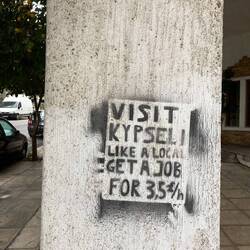 VISIT
KYPSELI
LIKE A LOCAL
GET A JOB
FOR 3,5€/h